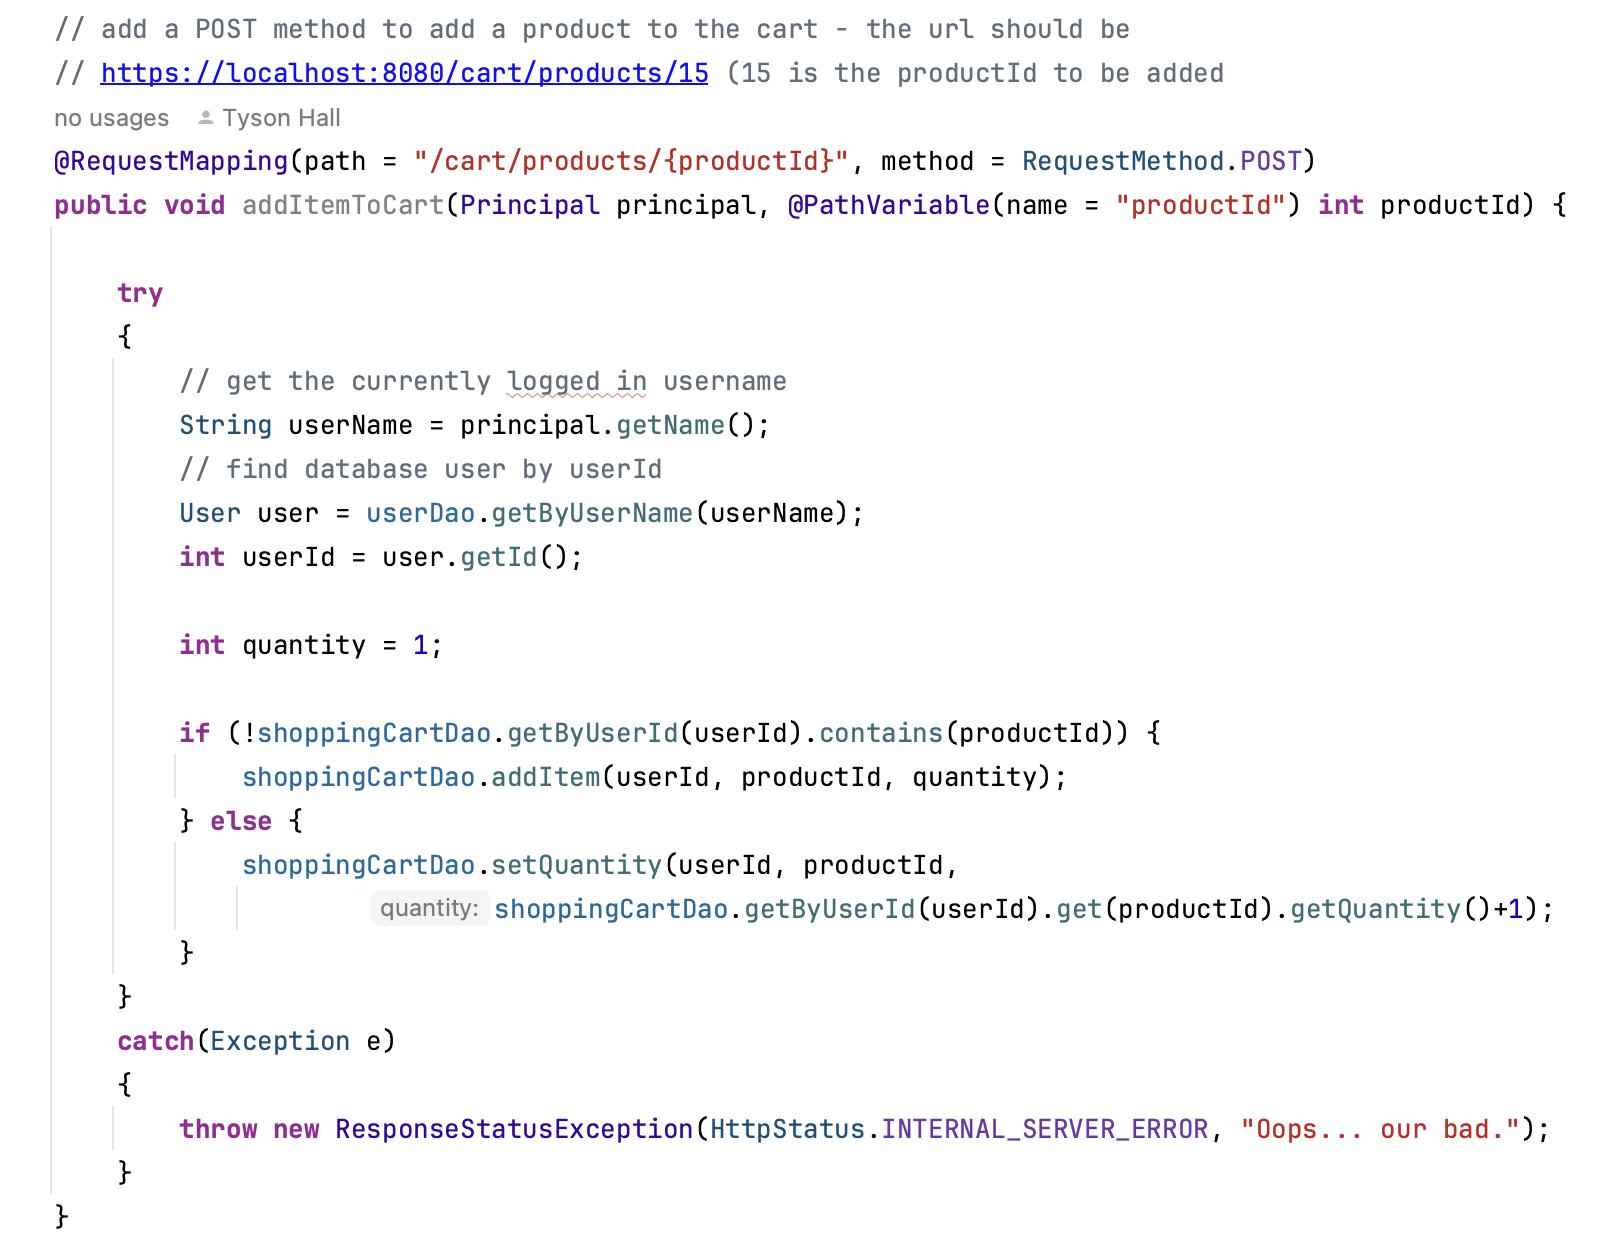 // add a POST method to add a product to the cart - the url should be
// https://localhost:8080/cart/products/15 (15 is the productId to be added
no usages Tyson Hall
@RequestMapping(path = "/cart/products/{productId}", method = RequestMethod.POST)
public void addItemToCart(Principal principal, @PathVariable(name = "productId") int productId) {
try
{
// get the currently logged in username
String userName = principal.getName();
// find database user by userId
User user = userDao.getByUserName(userName);
int userId = user.getId();
int quantity = 1;
if (!shoppingCartDao.getByUserId(userId).contains(productId)) {
shoppingCartDao.addItem(userId, productId, quantity);
} else {
shoppingCartDao.setQuantity(userId, productId,
quantity: shoppingCartDao.getByUserId(userId).get(productId).getQuantity()+1);
}
}
catch(Exception e)
{
throw new ResponseStatusException(HttpStatus.INTERNAL_SERVER_ERROR, "Oops... our bad.");
}
}